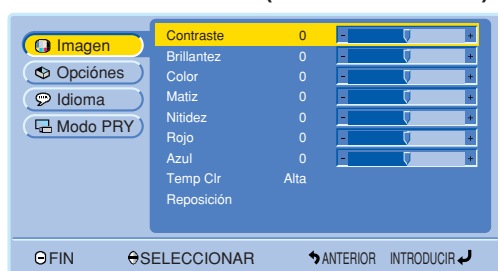 Imagen
Opciónes
Idioma
Modo PRY
Contraste 0 - +
Brillantez 0 - +
Color 0 - +
Matiz 0 - +
Nitidez 0 - +
Rojo 0 - +
Azul 0 - +
Temp Clr Alta
Reposición
FIN SELECCIONAR ANTERIOR INTRODUCIR